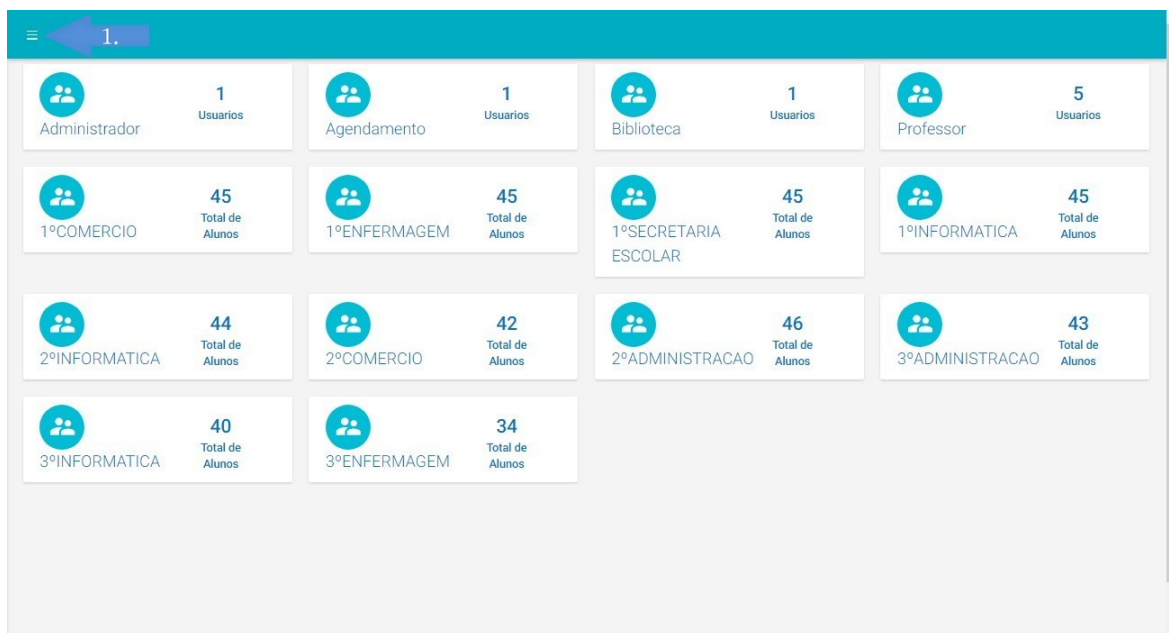 1.
1
Usuarios
Administrador
1
Usuarios
Agendamento
1
Usuarios
Biblioteca
5
Usuarios
Professor
45
Total de
Alunos
1ºCOMERCIO
45
Total de
Alunos
1ºENFERMAGEM
45
Total de
Alunos
1ºSECRETARIA
ESCOLAR
45
Total de
Alunos
1ºINFORMATICA
44
Total de
Alunos
2ºINFORMATICA
42
Total de
Alunos
2ºCOMERCIO
46
Total de
Alunos
2ºADMINISTRACAO
43
Total de
Alunos
3ºADMINISTRACAO
40
Total de
Alunos
3ºINFORMATICA
34
Total de
Alunos
3ºENFERMAGEM